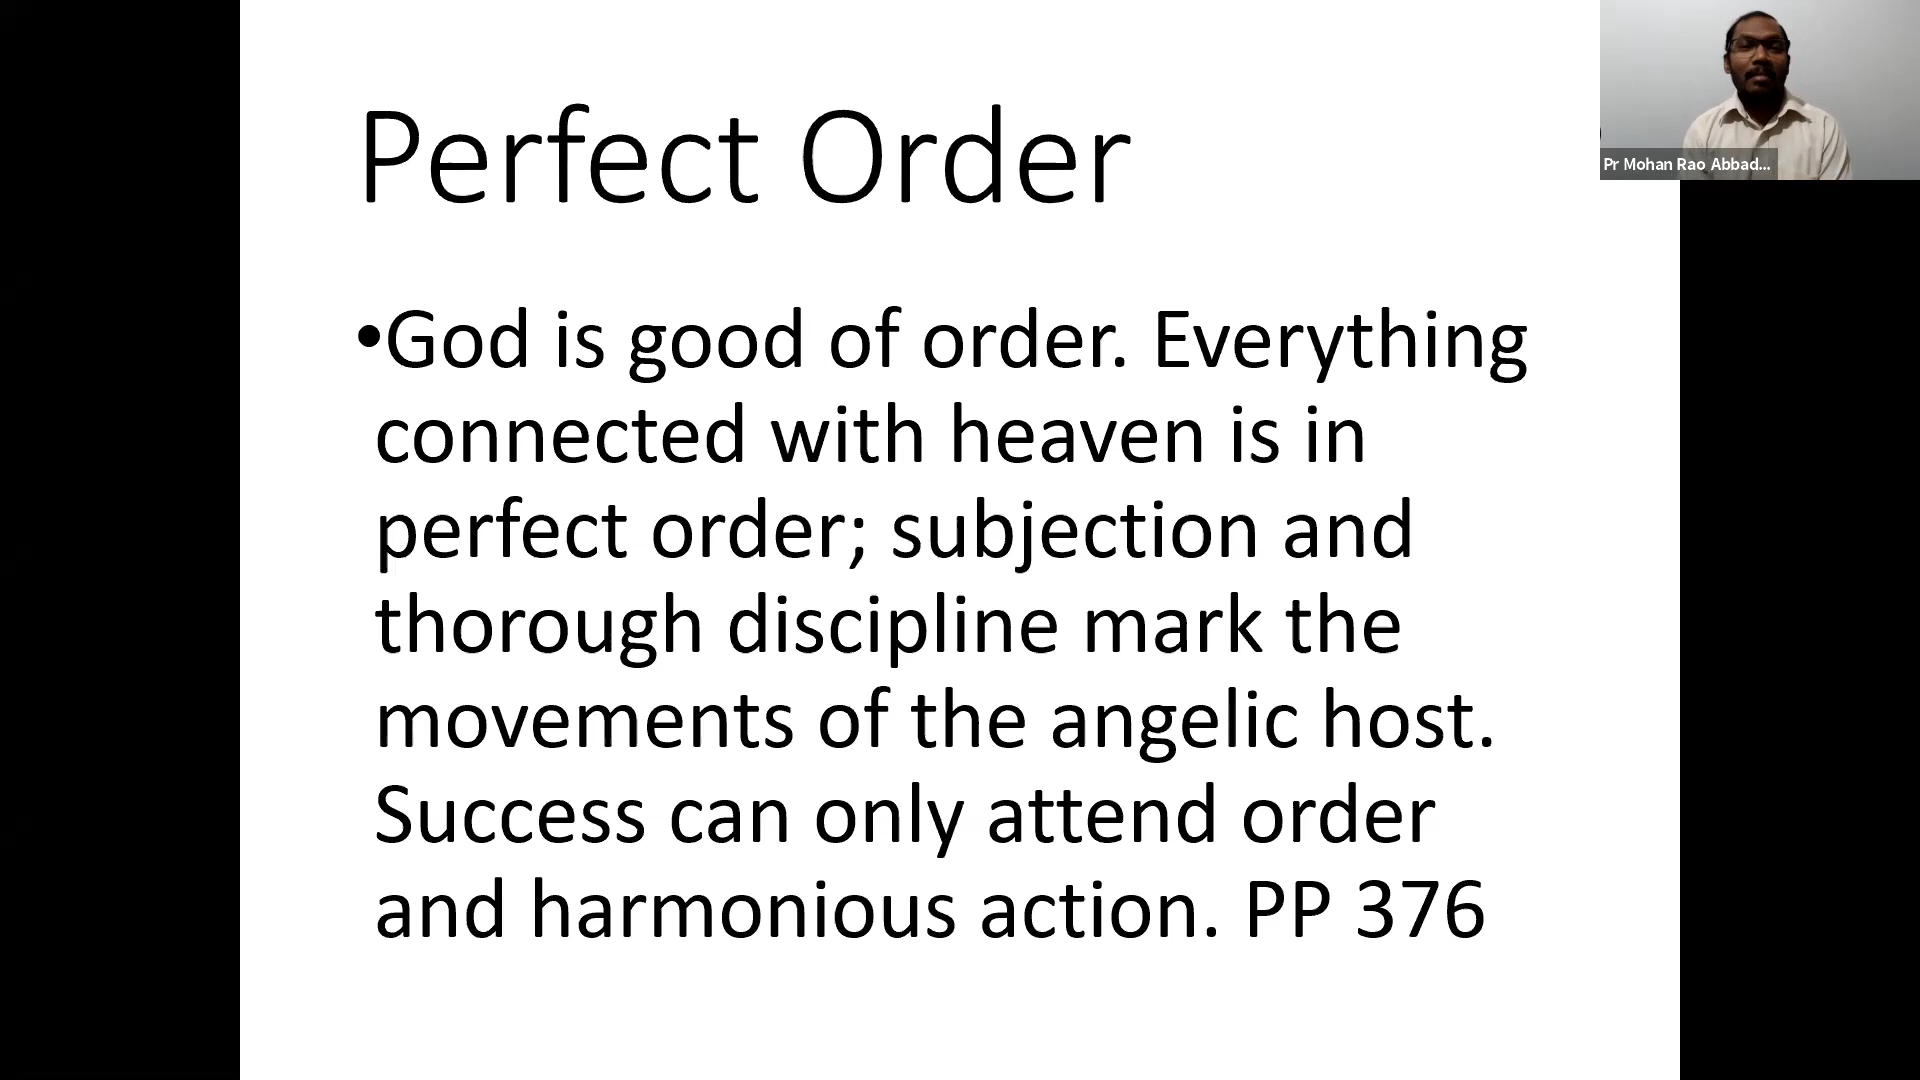 Perfect Order
•God is good of order. Everything
connected with heaven is in
perfect order; subjection and
thorough discipline mark the
movements of the angelic host.
Success can only attend order
and harmonious action. PP 376
Pr Mohan Rao Abbad...